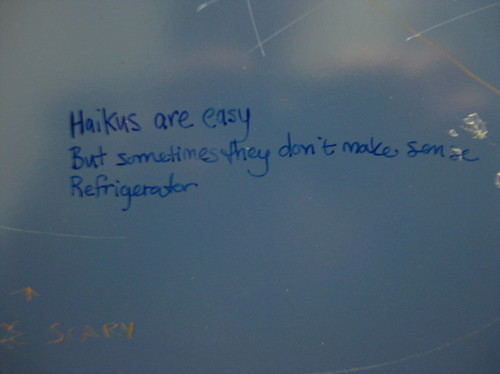 Haikus are easy
But sometimes they don't make sense
Refrigerator
SCARY